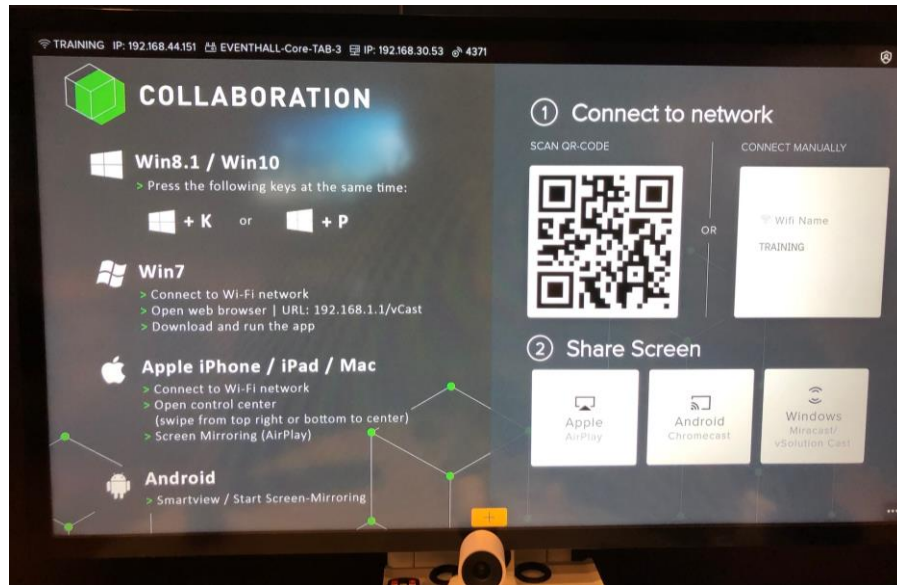 TRAINING IP: 192.168.44.151 EVENTHALL-Core-TAB-3 IP: 192.168.30.53 4371
COLLABORATION
Win8.1 / Win10
> Press the following keys at the same time:
+ K or + P
Win7
> Connect to Wi-Fi network
> Open web browser | URL: 192.168.1.1/vCast
> Download and run the app
Apple iPhone / iPad / Mac
> Connect to Wi-Fi network
> Open control center
(swipe from top right or bottom to center)
> Screen Mirroring (AirPlay)
Android
> Smartview / Start Screen-Mirroring
1 Connect to network
SCAN QR-CODE
OR
CONNECT MANUALLY
Wifi Name
TRAINING
2 Share Screen
Apple
AirPlay
Android
Chromecast
Windows
Miracast/
vSolution Cast